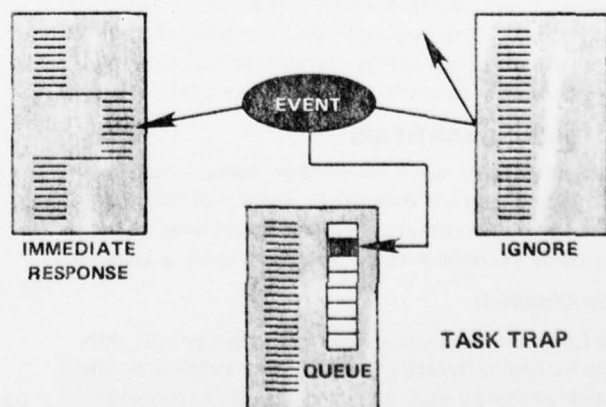 EVENT
IMMEDIATE
RESPONSE
IGNORE
QUEUE
TASK TRAP